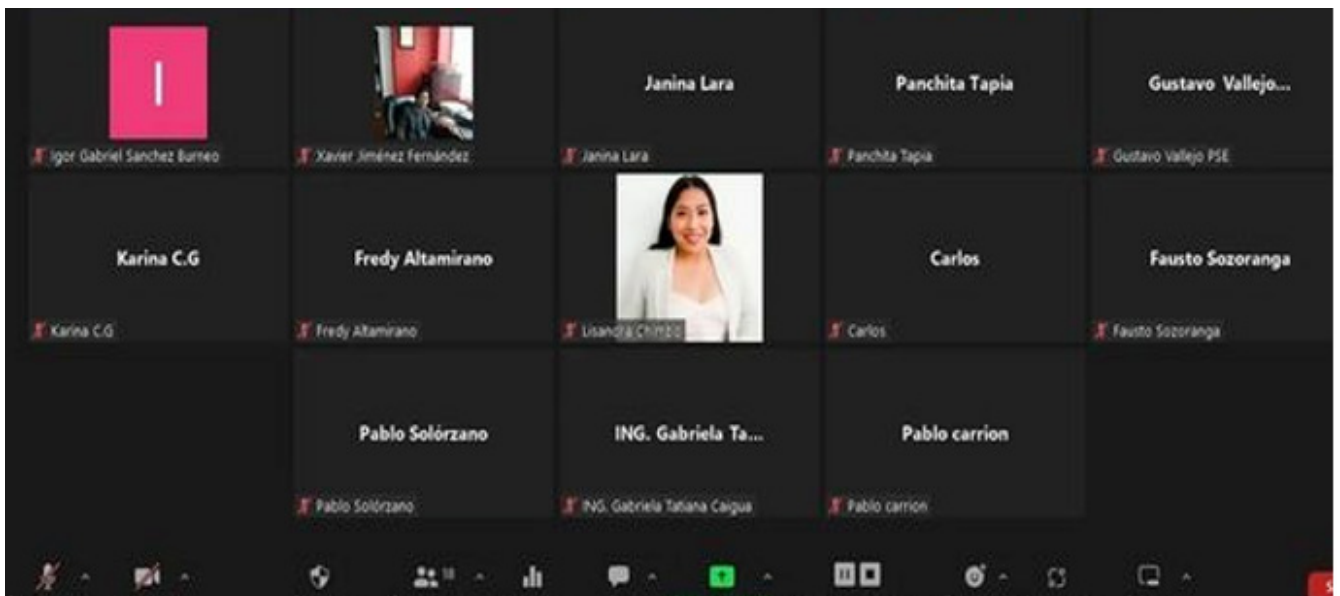 I
Igor Gabriel Sanchez Burneo
Xavier Jiménez Fernández
Janina Lara
Janina Lara
Panchita Tapia
Panchita Tapia
Gustavo Vallejo...
Gustavo Vallejo PSE
Karina C.G
Karina C.G
Fredy Altamirano
Fredy Altamirano
Lisandra Chimbo
Carlos
Carlos
Fausto Sozoranga
Fausto Sozoranga
Pablo Solórzano
Pablo Solórzano
ING. Gabriela Ta...
ING. Gabriela Tatiana Caigua
Pablo carrion
Pablo carrion